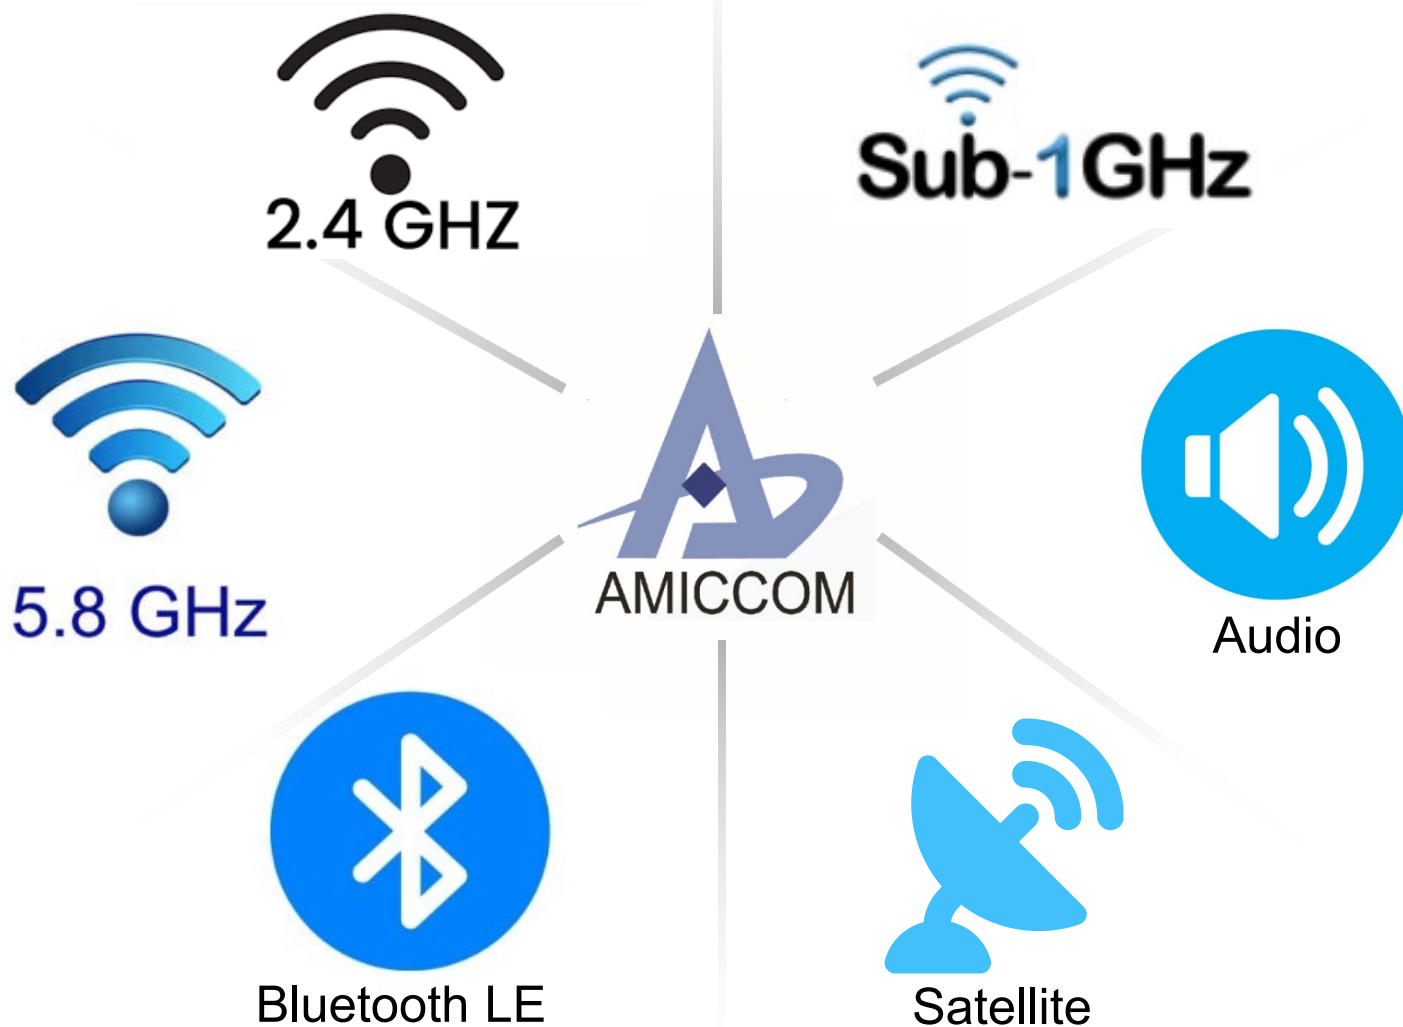 2.4 GHZ
Sub-1GHz
5.8 GHz
AMICCOM
Audio
Bluetooth LE
Satellite